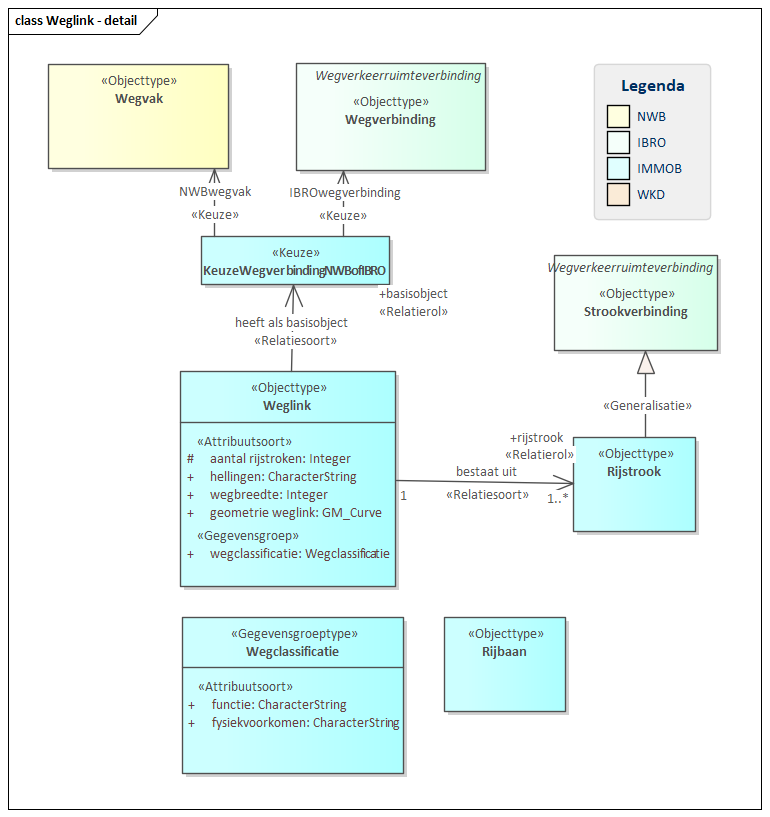 class Weglink - detail
«Objecttype»
Wegvak
Wegverkeerruimteverbinding
«Objecttype»
Wegverbinding
Legenda
NWB
IBRO
IMMOB
WKD
NWBwegvak
«Keuze»
IBROwegverbinding
«Keuze»
«Keuze»
KeuzeWegverbindingNWBofIBRO
+basisobject
«Relatierol»
heeft als basisobject
«Relatiesoort»
Wegverkeerruimteverbinding
«Objecttype»
Strookverbinding
«Generalisatie»
«Objecttype»
Weglink
«Attribuutsoort»
# aantal rijstroken: Integer
+ hellingen: CharacterString
+ wegbreedte: Integer
+ geometrie weglink: GM_Curve
«Gegevensgroep»
+ wegclassificatie: Wegclassificatie
+rijstrook
«Relatierol»
bestaat uit
«Relatiesoort»
1
1..*
«Objecttype»
Rijstrook
«Gegevensgroeptype»
Wegclassificatie
«Attribuutsoort»
+ functie: CharacterString
+ fysiekvoorkomen: CharacterString
«Objecttype»
Rijbaan